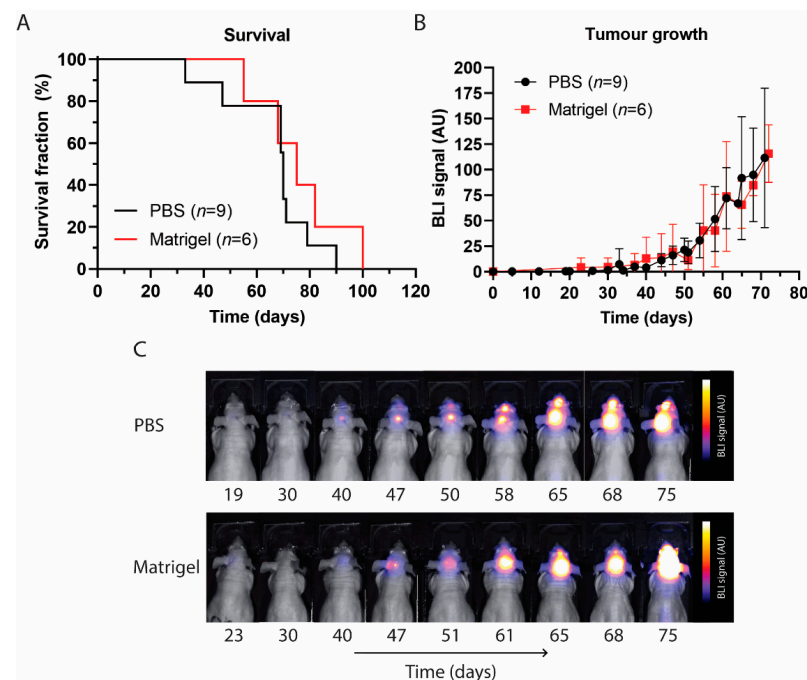 A
Survival
Survival fraction (%)
100
80
60
40
20
0
PBS (n=9)
Matrigel (n=6)
0 20 40 60 80 100 120
Time (days)
B
Tumour growth
BLI signal (AU)
200
175
150
125
100
75
50
25
0
PBS (n=9)
Matrigel (n=6)
0 10 20 30 40 50 60 70 80
Time (days)
C
PBS
BLI signal (AU)
19 30 40 47 50 58 65 68 75
Matrigel
BLI signal (AU)
23 30 40 47 51 61 65 68 75
Time (days)